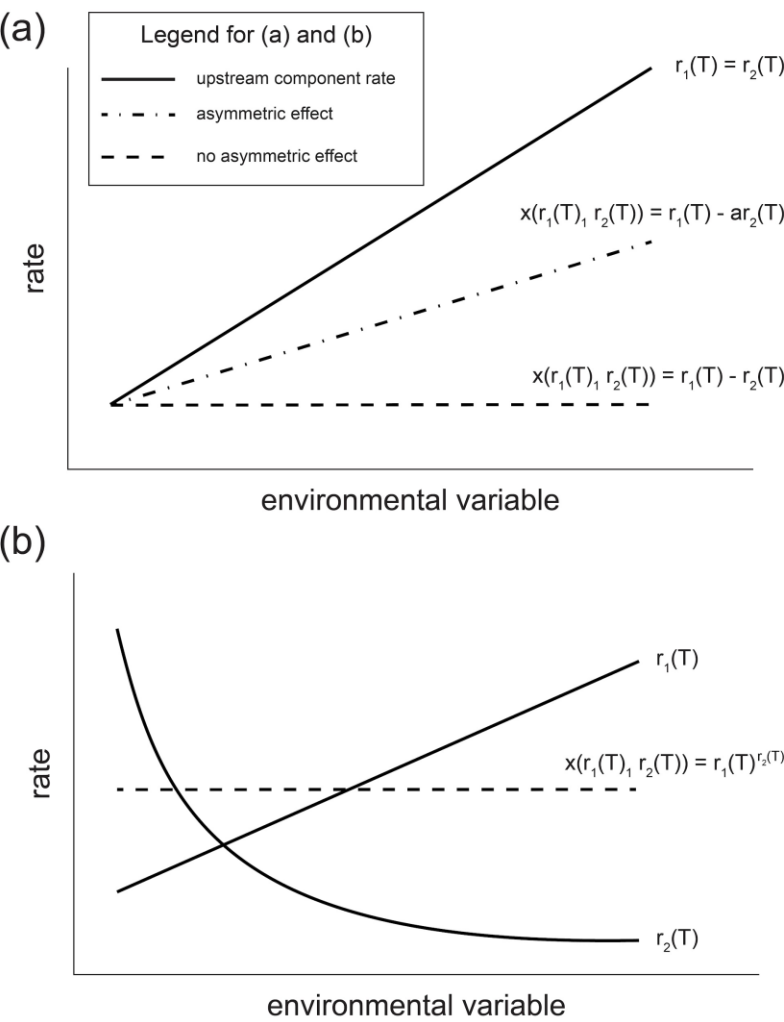 (a)
Legend for (a) and (b)
upstream component rate
asymmetric effect
no asymmetric effect
r₁(T) = r₂(T)
x(r₁(T)₁ r₂(T)) = r₁(T) - ar₂(T)
x(r₁(T)₁ r₂(T)) = r₁(T) - r₂(T)
rate
environmental variable
(b)
r₁(T)
x(r₁(T)₁ r₂(T)) = r₁(T)^r₂(T)
r₂(T)
rate
environmental variable